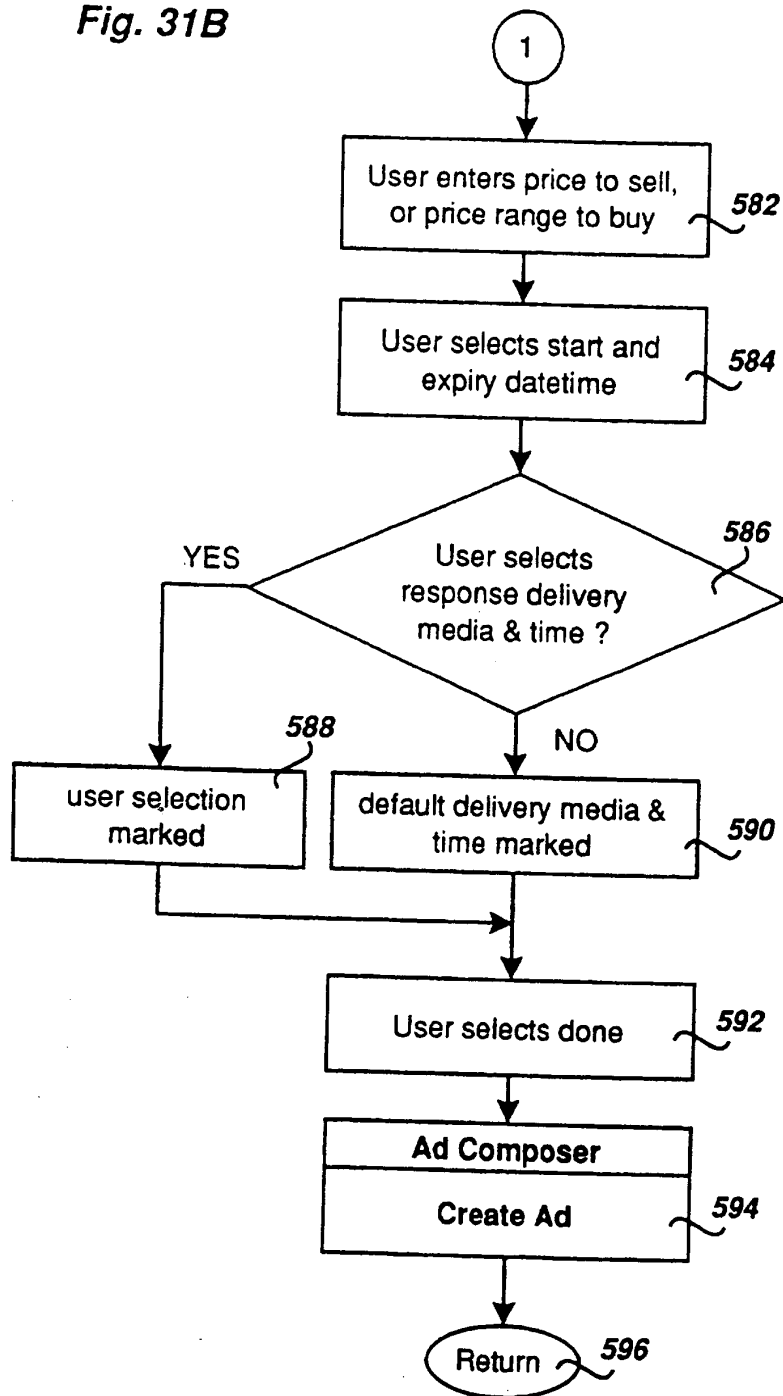 Fig. 31B
1
User enters price to sell,
or price range to buy
582
User selects start and
expiry datetime
584
586
YES
User selects
response delivery
media & time ?
588
NO
user selection
marked
default delivery media &
time marked
590
User selects done
592
Ad Composer
Create Ad
594
Return
596